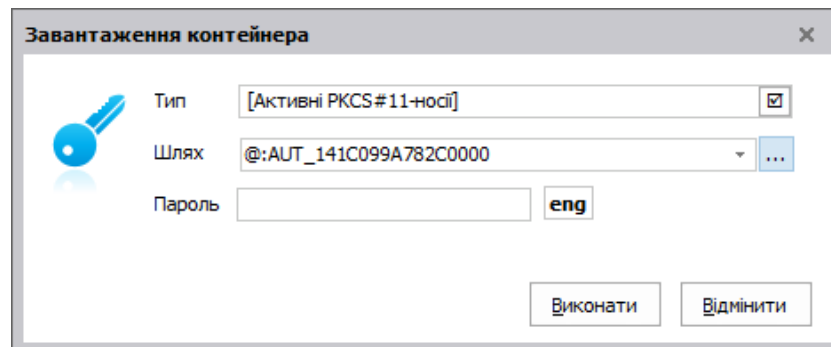 Завантаження контейнера
Тип [Активні PKCS#11-носії]
Шлях @:AUT_141C099A782C0000 ...
Пароль eng
Виконати Відмінити